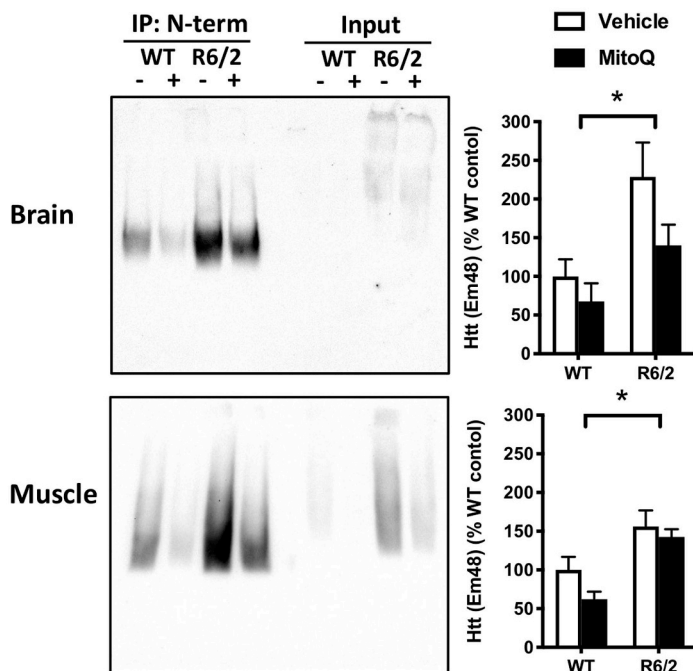 IP: N-term Input
WT R6/2 WT R6/2
- + - + - + - +
Brain
Muscle
Vehicle
MitoQ
*
Htt (Em48) (% WT contol)
300
250
200
150
100
50
0
WT R6/2
*
Htt (Em48) (% WT contol)
300
250
200
150
100
50
0
WT R6/2